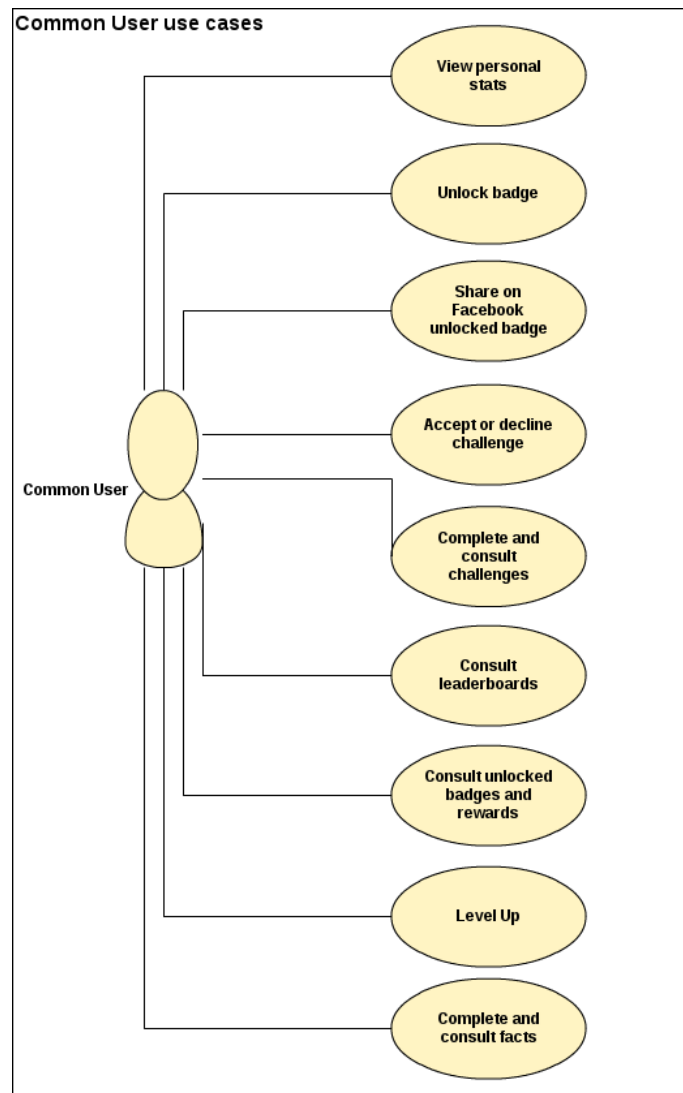 Common User use cases
View personal
stats
Unlock badge
Share on
Facebook
unlocked badge
Accept or decline
challenge
Common User
Complete and
consult
challenges
Consult
leaderboards
Consult unlocked
badges and
rewards
Level Up
Complete and
consult facts